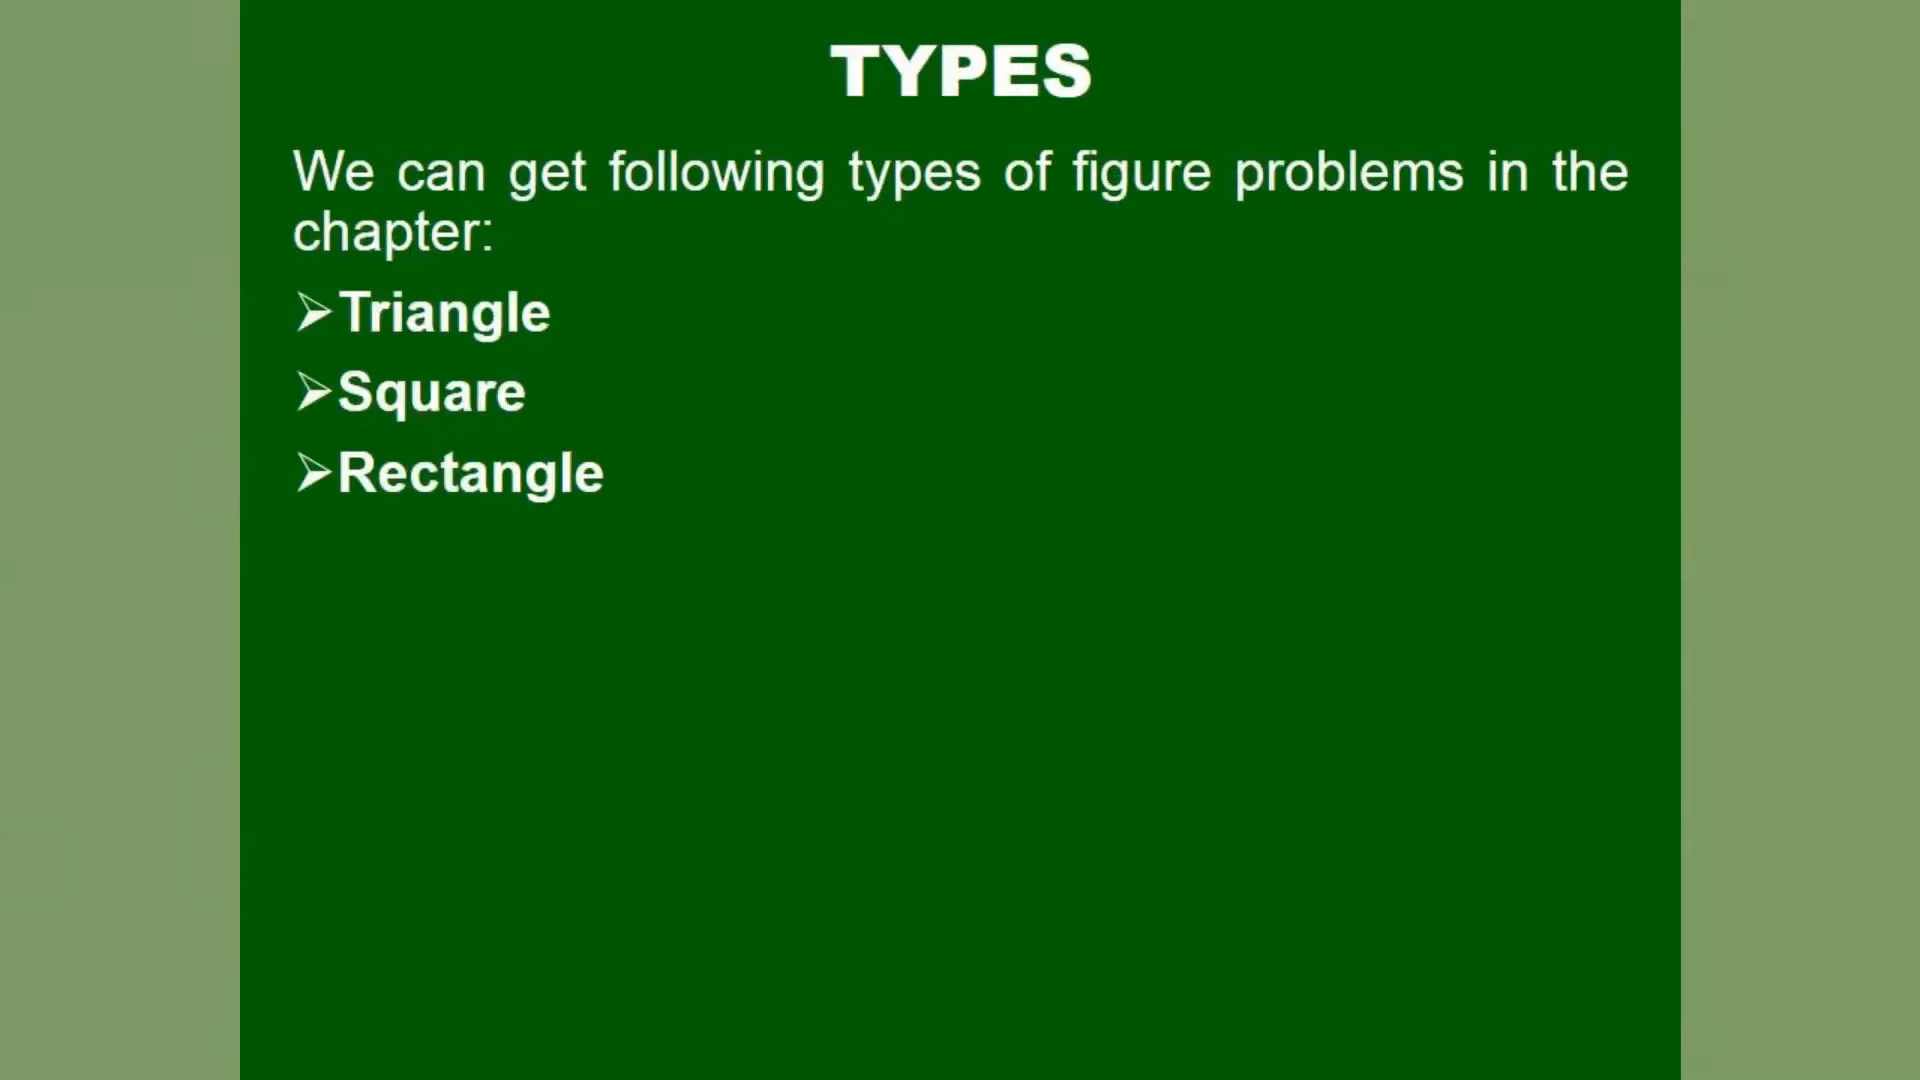 TYPES
We can get following types of figure problems in the
chapter:
➢Triangle
➢Square
➢Rectangle